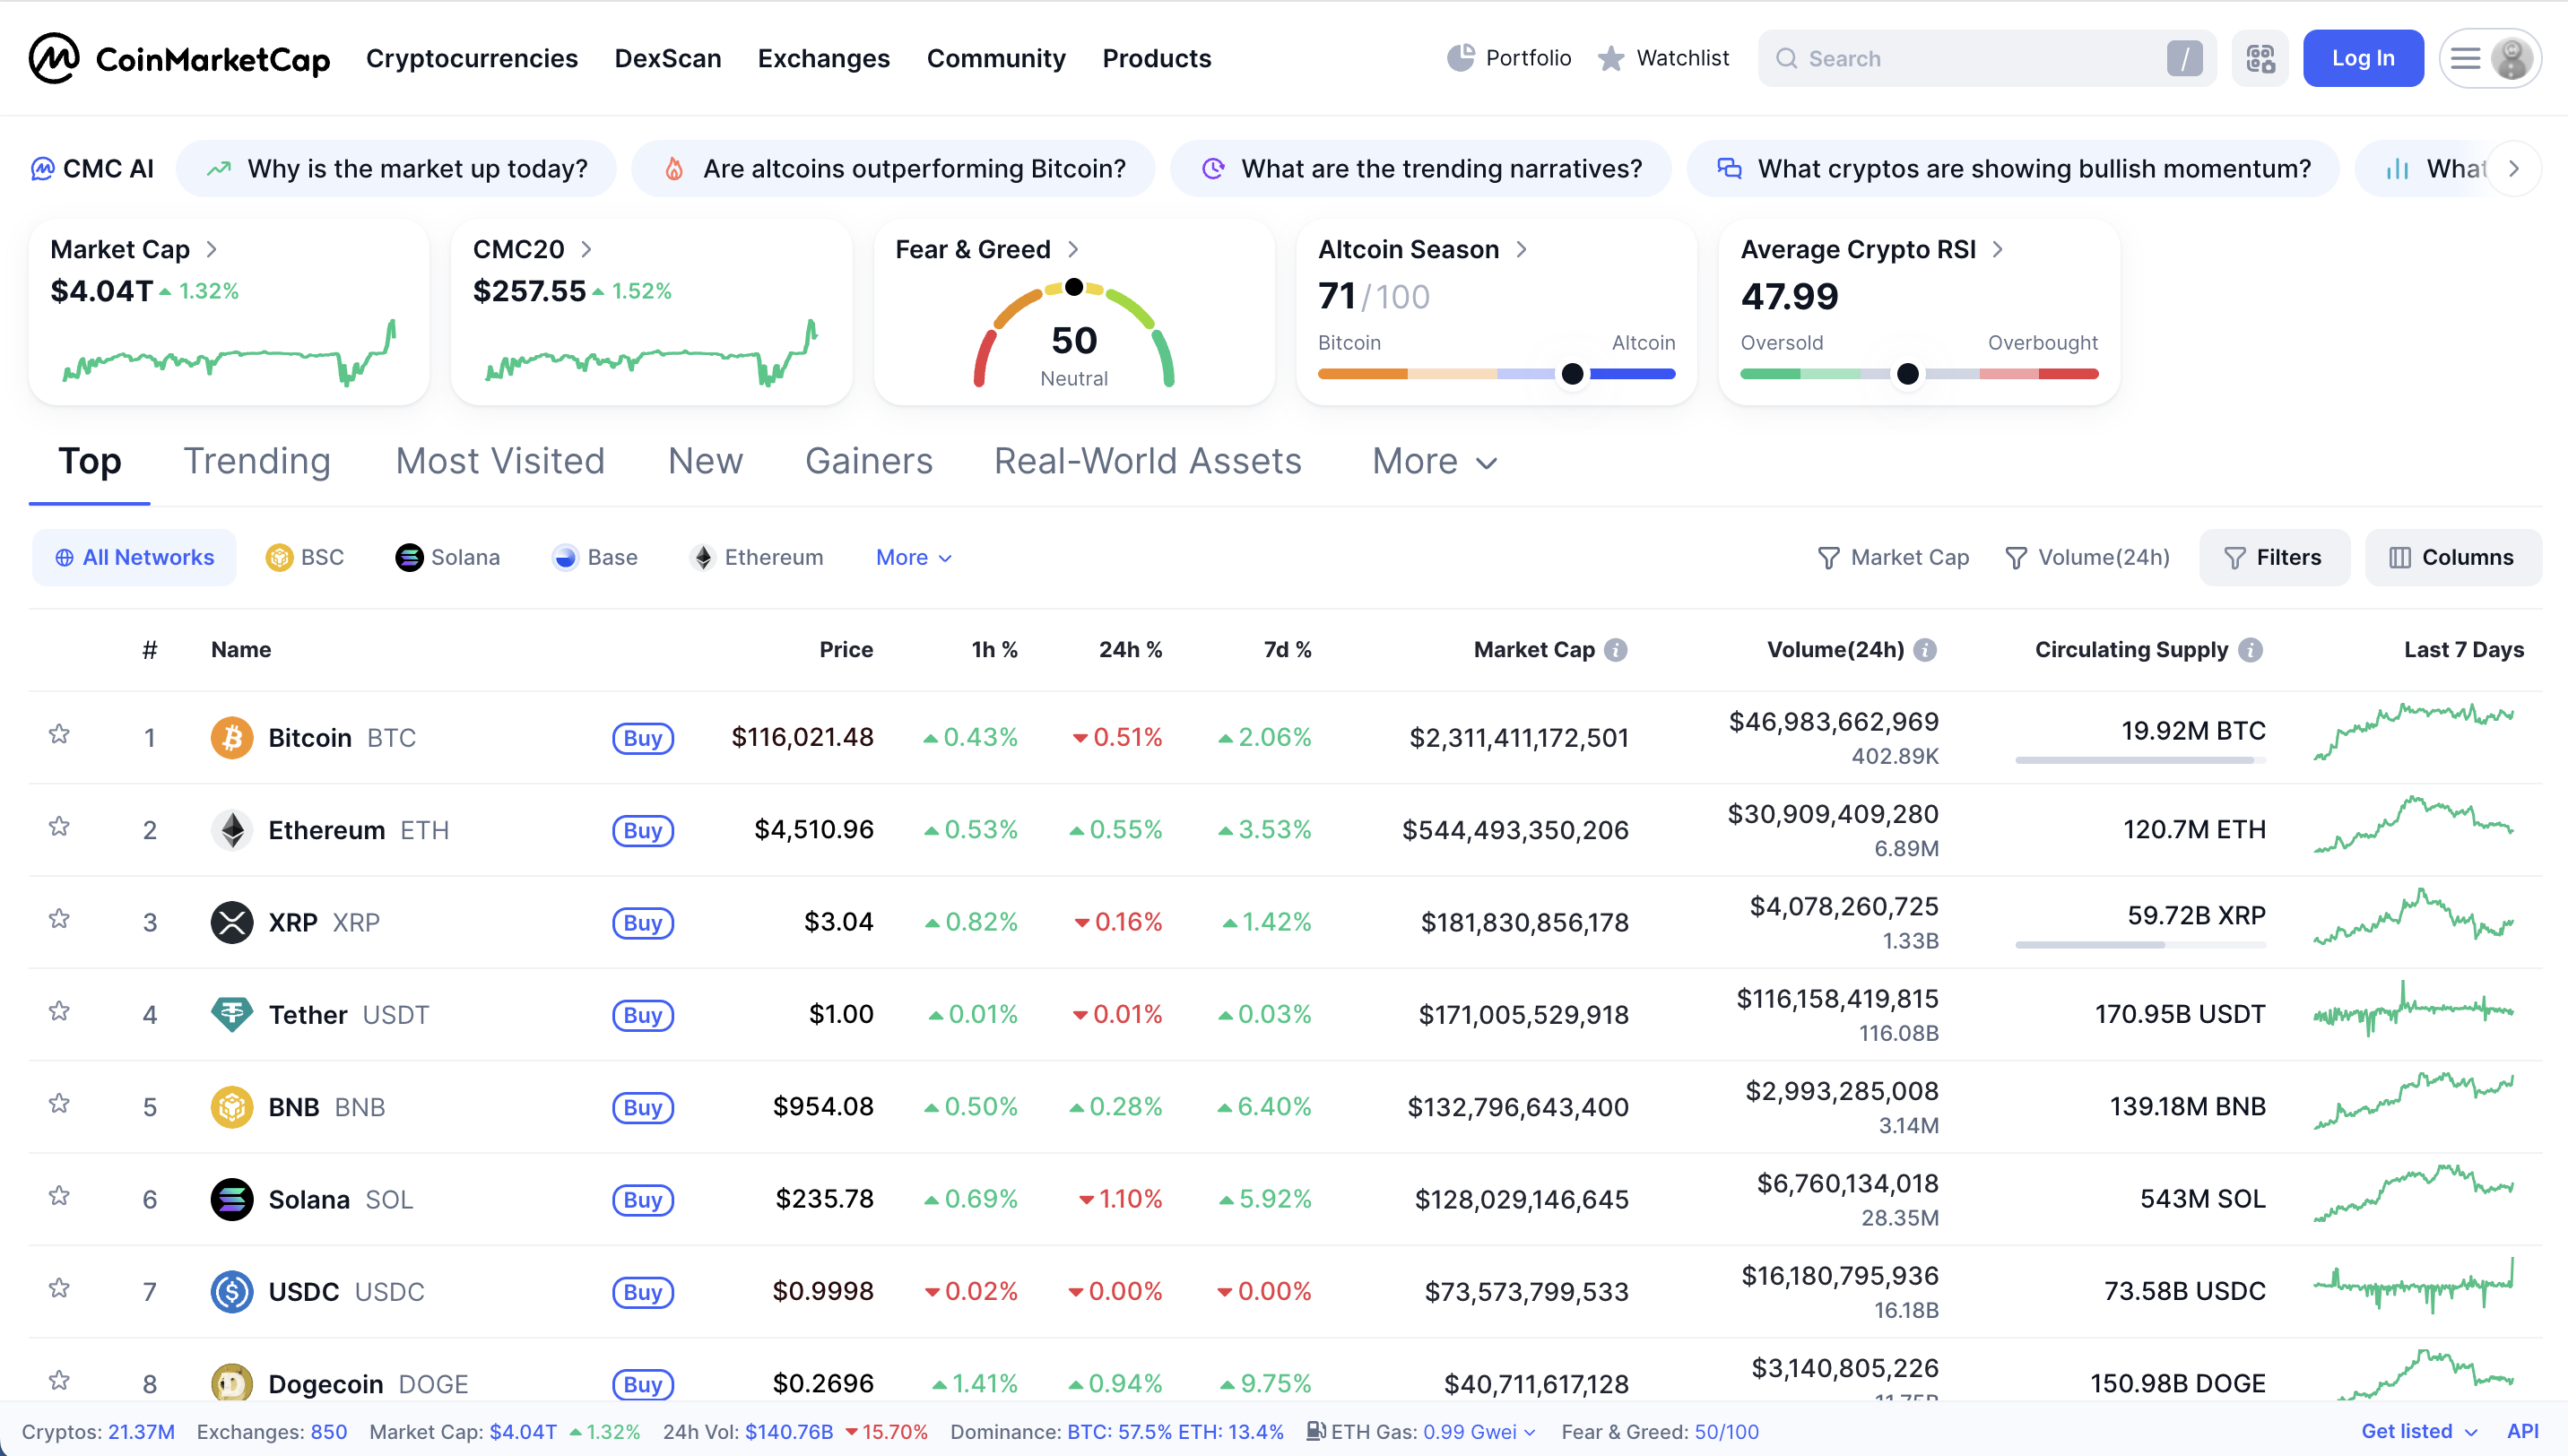 CoinMarketCap Cryptocurrencies DexScan Exchanges Community Products Portfolio Watchlist Search / Log In
CMC AI Why is the market up today? Are altcoins outperforming Bitcoin? What are the trending narratives? What cryptos are showing bullish momentum? What
Market Cap CMC20 Fear & Greed Altcoin Season Average Crypto RSI
$4.04T 1.32% $257.55 1.52% 71/100 47.99
50
Neutral
Bitcoin Altcoin Oversold Overbought
Top Trending Most Visited New Gainers Real-World Assets More
All Networks BSC Solana Base Ethereum More Market Cap Volume(24h) Filters Columns
# Name Price 1h % 24h % 7d % Market Cap Volume(24h) Circulating Supply Last 7 Days
1 Bitcoin BTC Buy $116,021.48 0.43% 0.51% 2.06% $2,311,411,172,501 $46,983,662,969 19.92M BTC
402.89K
2 Ethereum ETH Buy $4,510.96 0.53% 0.55% 3.53% $544,493,350,206 $30,909,409,280 120.7M ETH
6.89M
3 XRP XRP Buy $3.04 0.82% 0.16% 1.42% $181,830,856,178 $4,078,260,725 59.72B XRP
1.33B
4 Tether USDT Buy $1.00 0.01% 0.01% 0.03% $171,005,529,918 $116,158,419,815 170.95B USDT
116.08B
5 BNB BNB Buy $954.08 0.50% 0.28% 6.40% $132,796,643,400 $2,993,285,008 139.18M BNB
3.14M
6 Solana SOL Buy $235.78 0.69% 1.10% 5.92% $128,029,146,645 $6,760,134,018 543M SOL
28.35M
7 USDC USDC Buy $0.9998 0.02% 0.00% 0.00% $73,573,799,533 $16,180,795,936 73.58B USDC
16.18B
8 Dogecoin DOGE Buy $0.2696 1.41% 0.94% 9.75% $40,711,617,128 $3,140,805,226 150.98B DOGE
Cryptos: 21.37M Exchanges: 850 Market Cap: $4.04T 1.32% 24h Vol: $140.76B 15.70% Dominance: BTC: 57.5% ETH: 13.4% ETH Gas: 0.99 Gwei Fear & Greed: 50/100 Get listed API